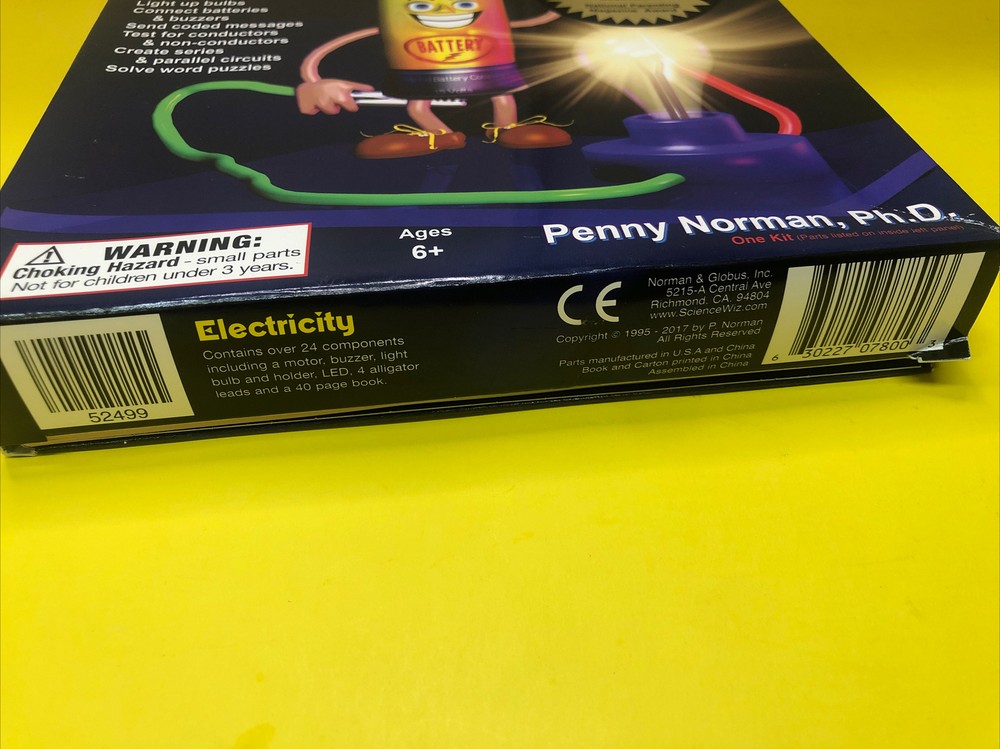 Light up bulbs
Connect batteries
& buzzers
Send coded messages
Test for conductors
& non-conductors
Create series
& parallel circuits
Solve word puzzles
National Parenting
BATTERY
WARNING:
Choking Hazard - small parts
Not for children under 3 years.
Ages
6+
Penny Norman, Ph.D.
One Kit (Parts listed on inside left panel)
52499
Electricity
Contains over 24 components
including a motor, buzzer, light
bulb and holder, LED, 4 alligator
leads and a 40 page book.
CE
Norman & Globus, Inc.
5215-A Central Ave
Richmond. CA. 94804
www.ScienceWiz.com
Copyright © 1995 - 2017 by P. Norman
All Rights Reserved
Parts manufactured in U.S.A and China
Book and Carton printed in China
Assembled in China
6 30227 07800 3